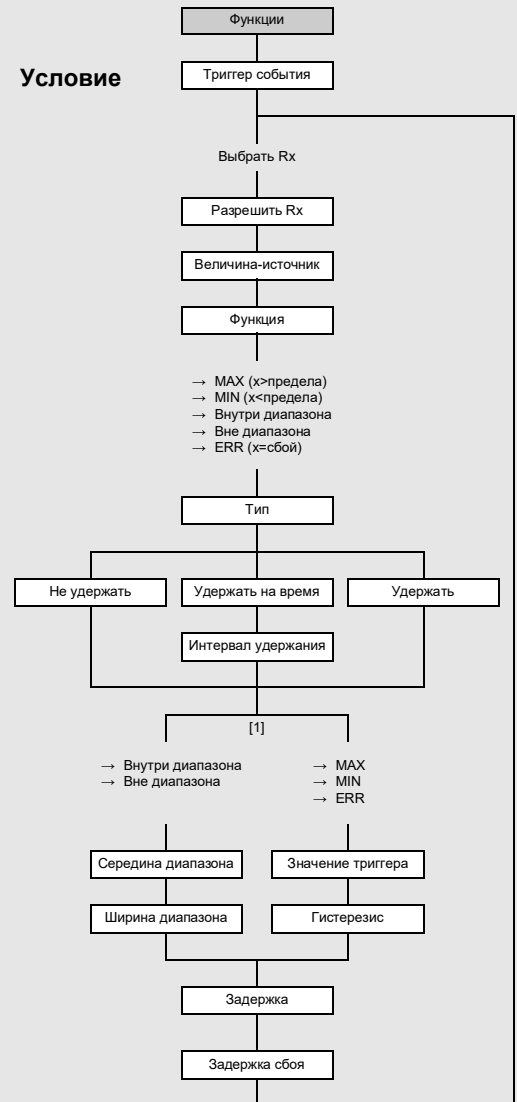 Функции
Условие
Триггер события
Выбрать Rx
Разрешить Rx
Величина-источник
Функция
→ MAX (x>предела)
→ MIN (x<предела)
→ Внутри диапазона
→ Вне диапазона
→ ERR (x=сбой)
Тип
Не удержать
Удержать на время
Удержать
Интервал удержания
[1]
→ Внутри диапазона
→ Вне диапазона
→ MAX
→ MIN
→ ERR
Середина диапазона
Значение триггера
Ширина диапазона
Гистерезис
Задержка
Задержка сбоя